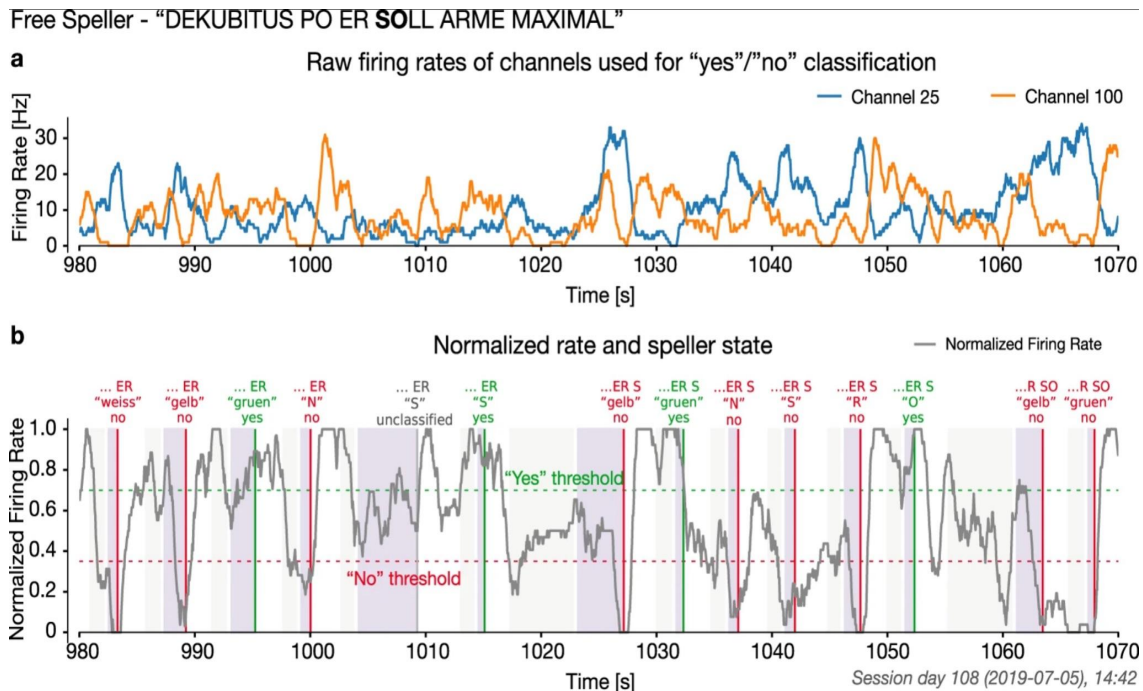 Free Speller - “DEKUBITUS PO ER SOLL ARME MAXIMAL”
a
Raw firing rates of channels used for “yes”/”no” classification
Channel 25
Channel 100
Firing Rate [Hz]
30
20
10
0
980 990 1000 1010 1020 1030 1040 1050 1060 1070
Time [s]
b
Normalized rate and speller state
Normalized Firing Rate
... ER
“weiss”
no
... ER
“gelb”
no
... ER
“gruen”
yes
... ER
“N”
no
... ER
“S”
unclassified
... ER
“S”
yes
...ER S
“gelb”
no
...ER S
“gruen”
yes
...ER S
“N”
no
...ER S
“S”
no
...ER S
“R”
no
...ER S
“O”
yes
...R SO
“gelb”
no
...R SO
“gruen”
no
Normalized Firing Rate
1.0
0.8
0.6
0.4
0.2
0
“Yes” threshold
“No” threshold
980 990 1000 1010 1020 1030 1040 1050 1060 1070
Time [s]
Session day 108 (2019-07-05), 14:42